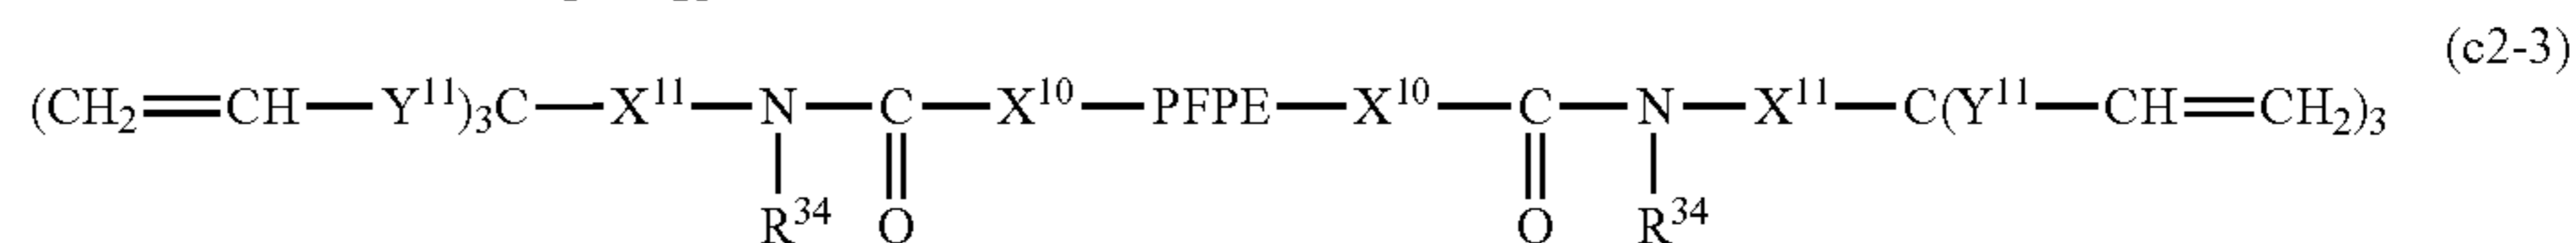 (c2-3)
(CH2=CH—Y11)3C—X11—N—C—X10—PFPE—X10—C—N—X11—C(Y11—CH=CH2)3
R34 O O R34